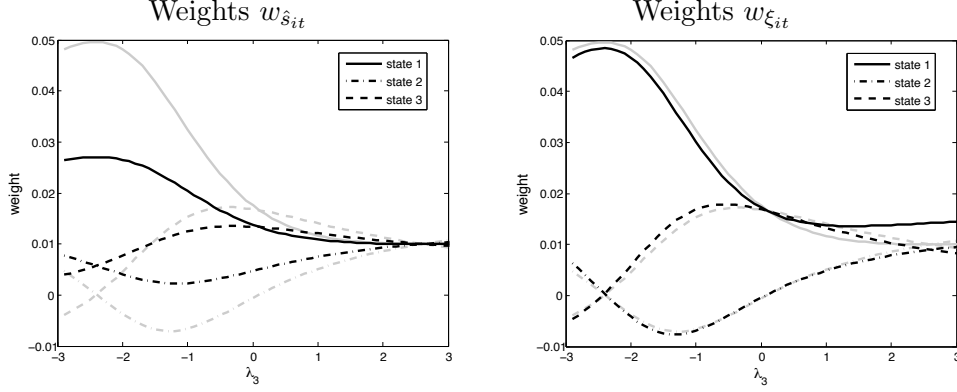 Weights $w_{\hat{s}_{it}}$
0.05
0.04
0.03
0.02
0.01
0
−0.01
weight
state 1
state 2
state 3
−3 −2 −1 0 1 2 3
λ₃
Weights $w_{\xi_{it}}$
0.05
0.04
0.03
0.02
0.01
0
−0.01
weight
state 1
state 2
state 3
−3 −2 −1 0 1 2 3
λ₃